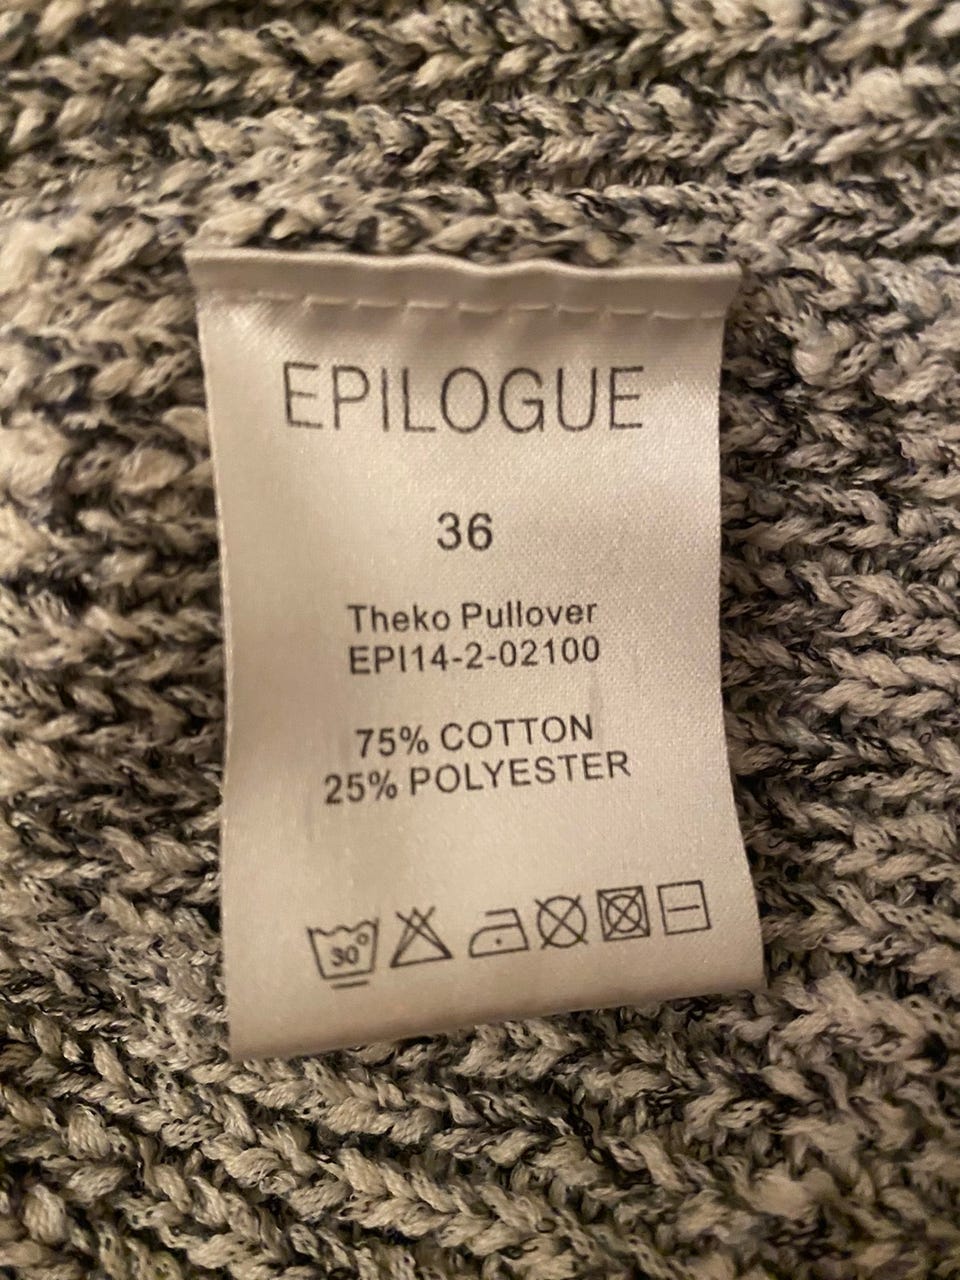 EPILOGUE
36
Theko Pullover
EPI14-2-02100
75% COTTON
25% POLYESTER
30°